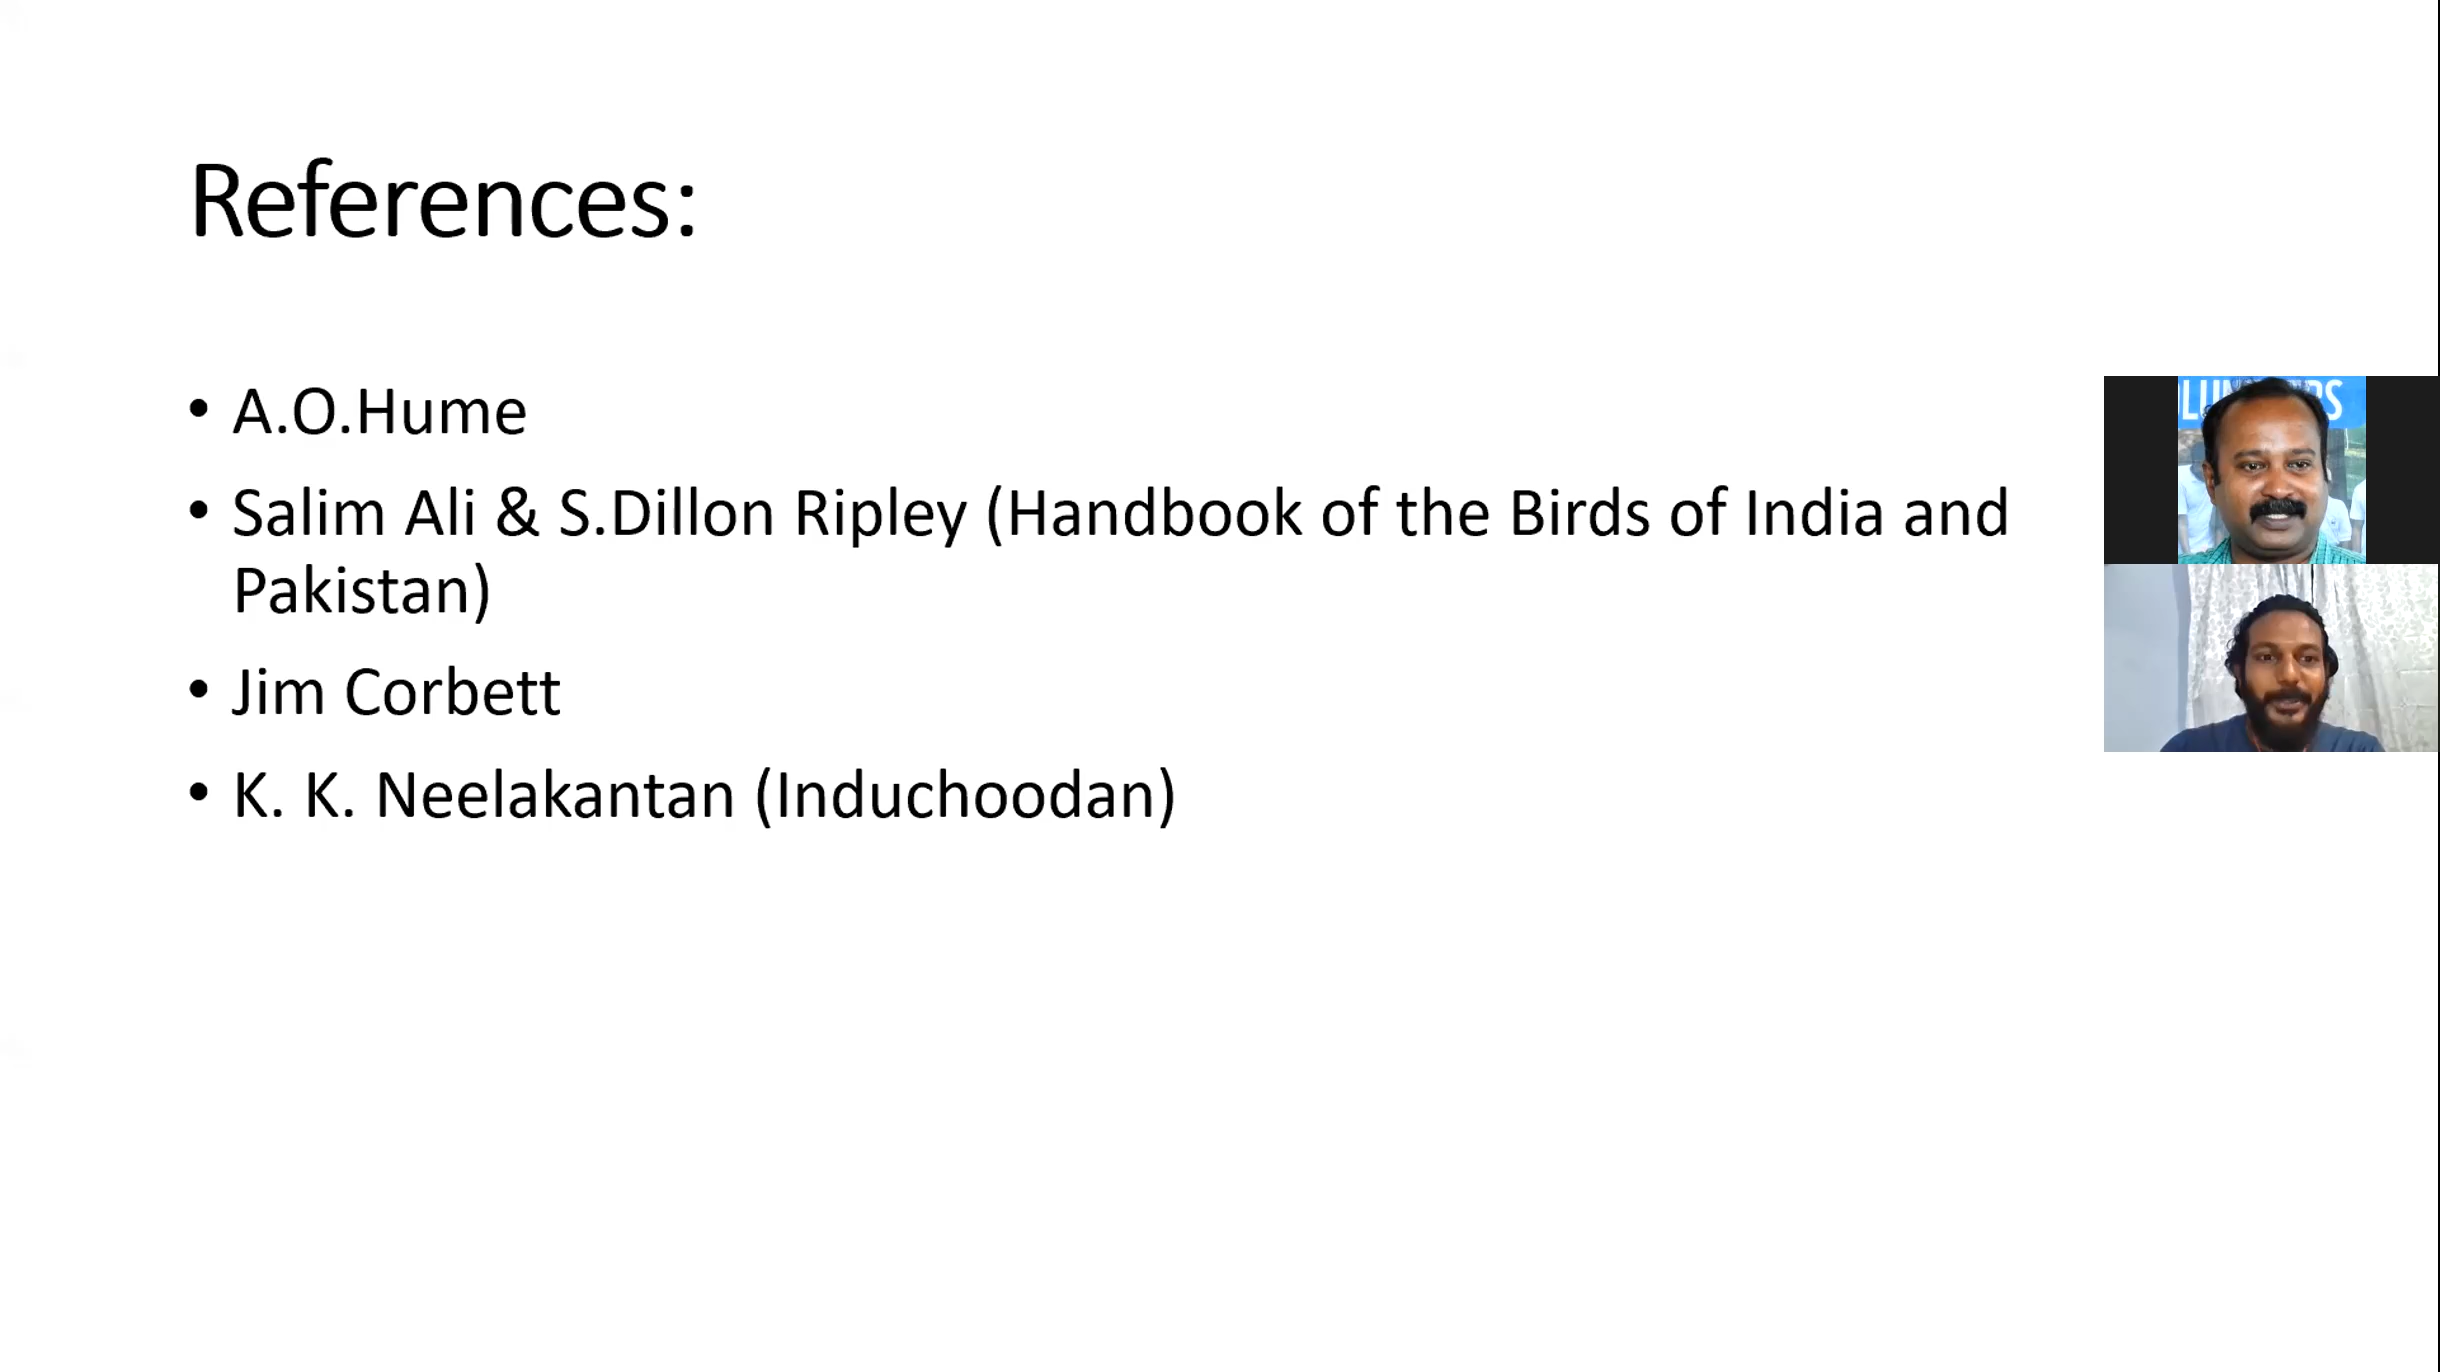 References:
• A.O.Hume
• Salim Ali & S.Dillon Ripley (Handbook of the Birds of India and
Pakistan)
• Jim Corbett
• K. K. Neelakantan (Induchoodan)